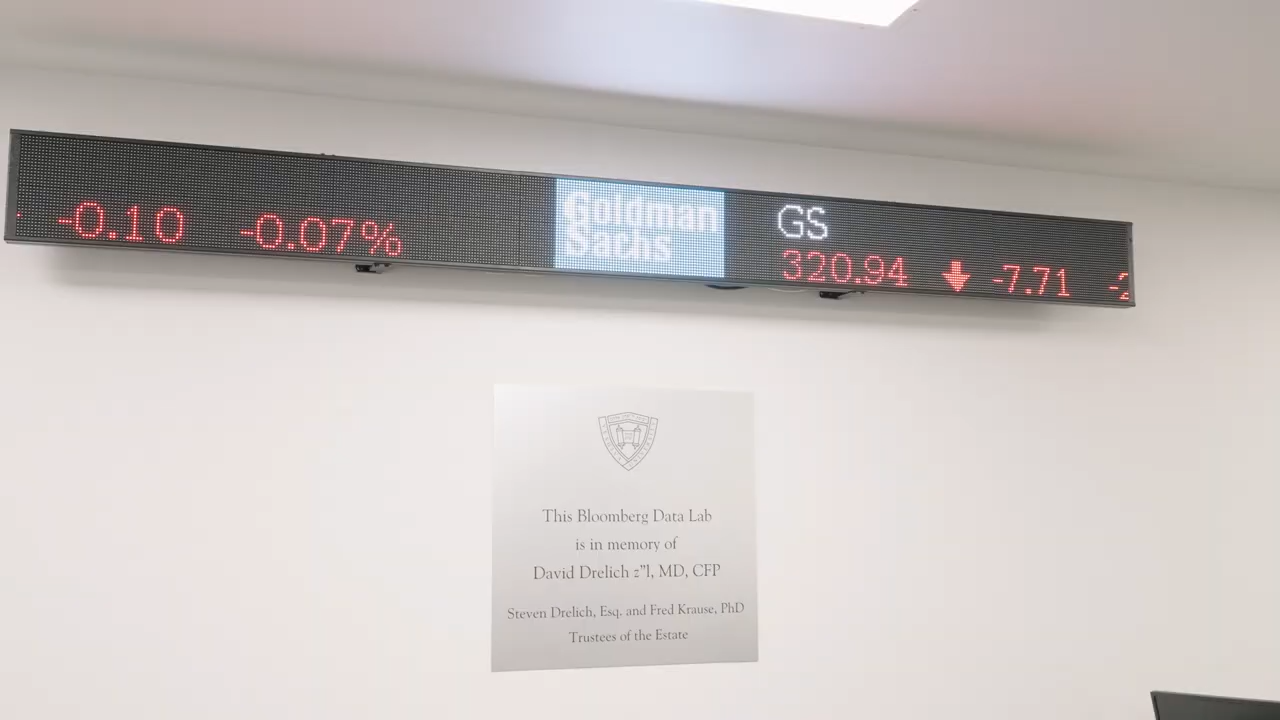 -0.10 -0.07%
Goldman
Sachs
GS
320.94 -7.71
This Bloomberg Data Lab
is in memory of
David Drelich z"l, MD, CFP
Steven Drelich, Esq. and Fred Krause, PhD
Trustees of the Estate